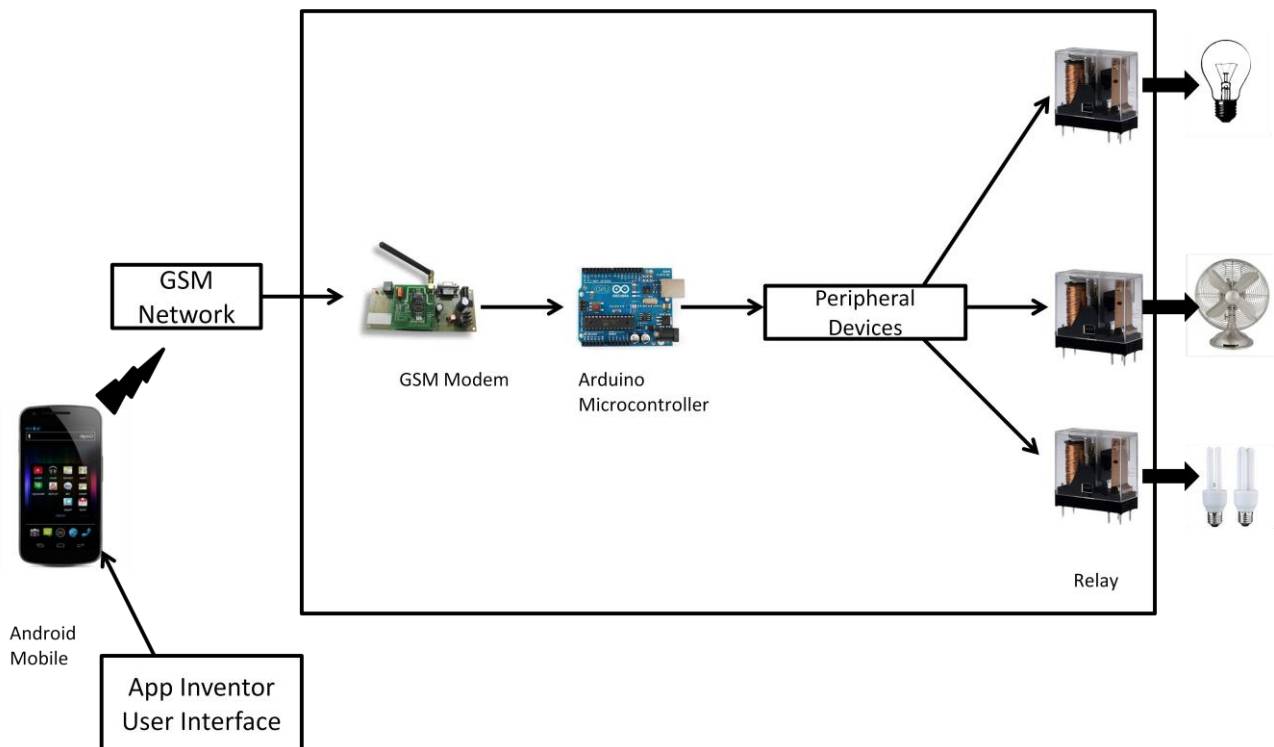 GSM
Network
GSM Modem
Arduino
Microcontroller
Peripheral
Devices
Relay
Android
Mobile
App Inventor
User Interface